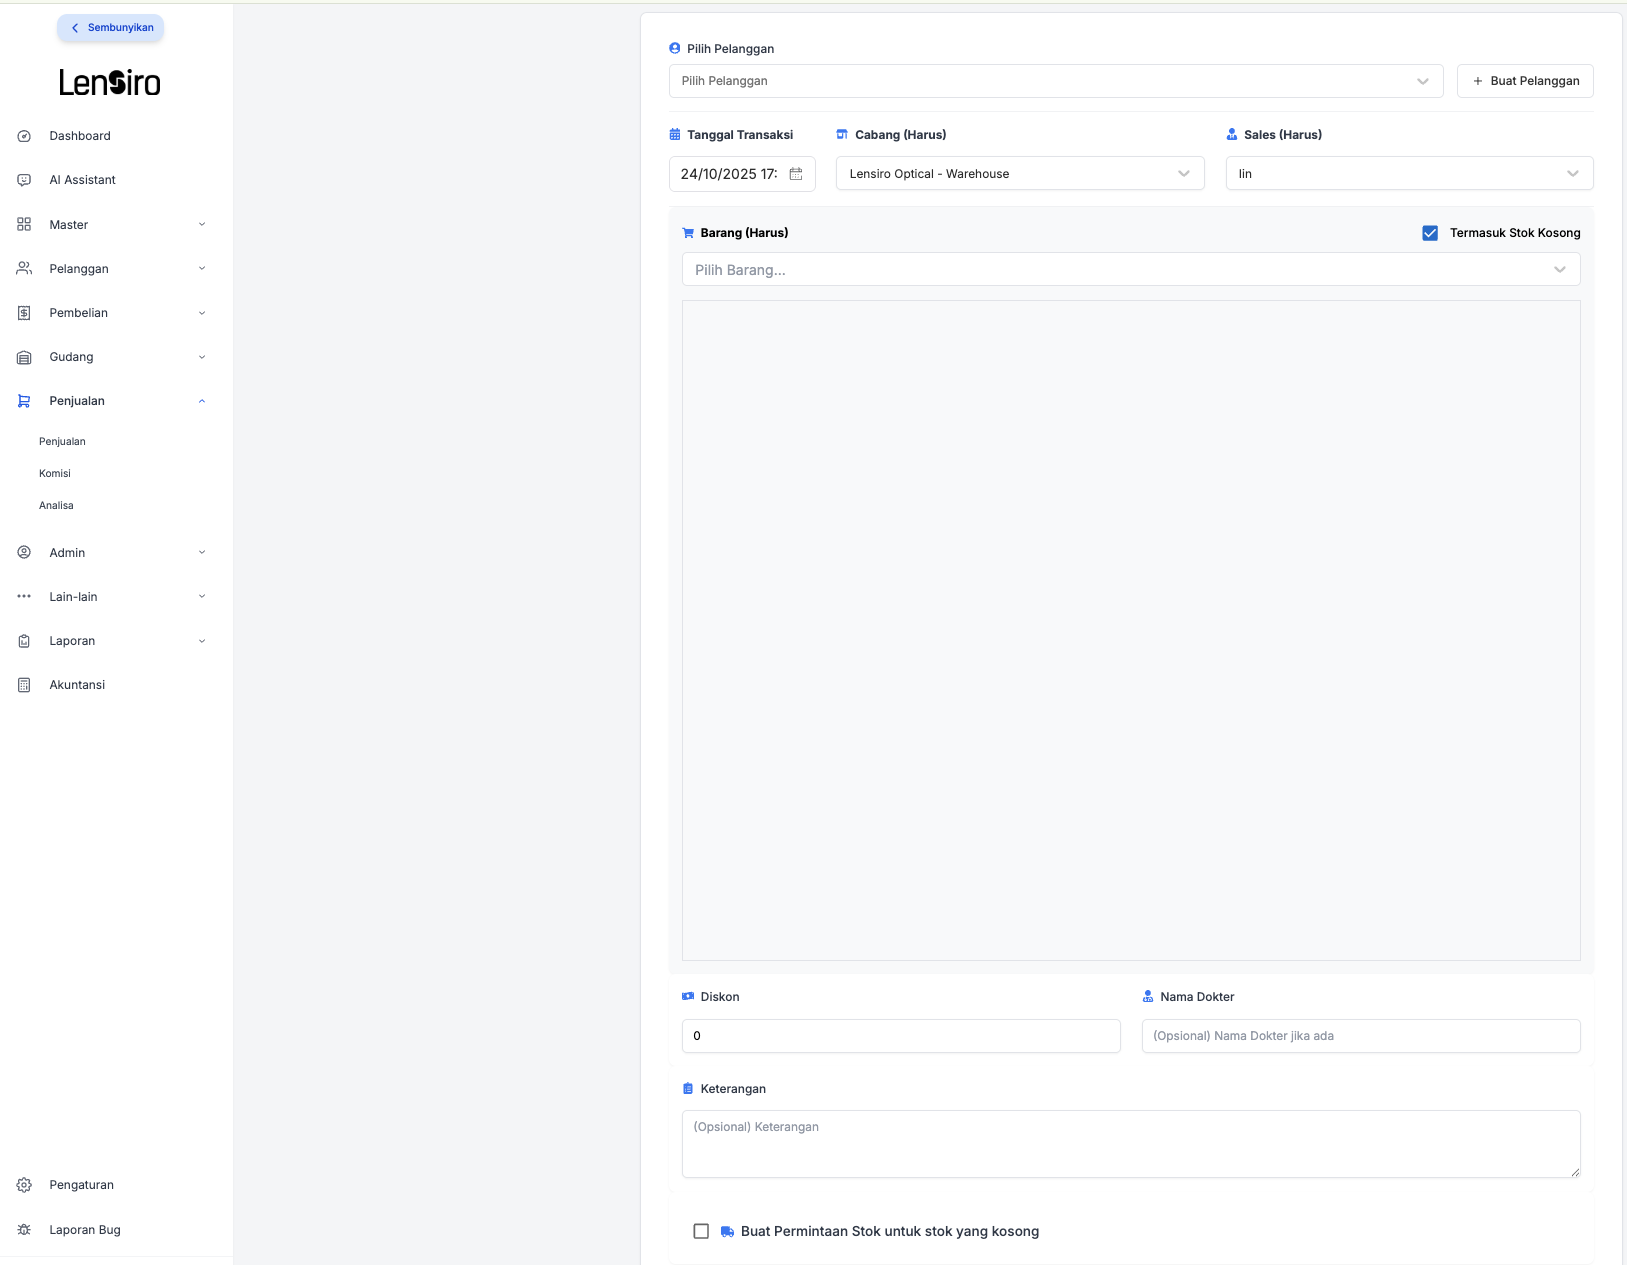 Sembunyikan
Lensiro
Dashboard
AI Assistant
Master
Pelanggan
Pembelian
Gudang
Penjualan
Penjualan
Komisi
Analisa
Admin
Lain-lain
Laporan
Akuntansi
Pengaturan
Laporan Bug
Pilih Pelanggan
Pilih Pelanggan
+ Buat Pelanggan
Tanggal Transaksi
Cabang (Harus)
Sales (Harus)
24/10/2025 17:
Lensiro Optical - Warehouse
lin
Barang (Harus)
Termasuk Stok Kosong
Pilih Barang...
Diskon
Nama Dokter
0
(Opsional) Nama Dokter jika ada
Keterangan
(Opsional) Keterangan
Buat Permintaan Stok untuk stok yang kosong